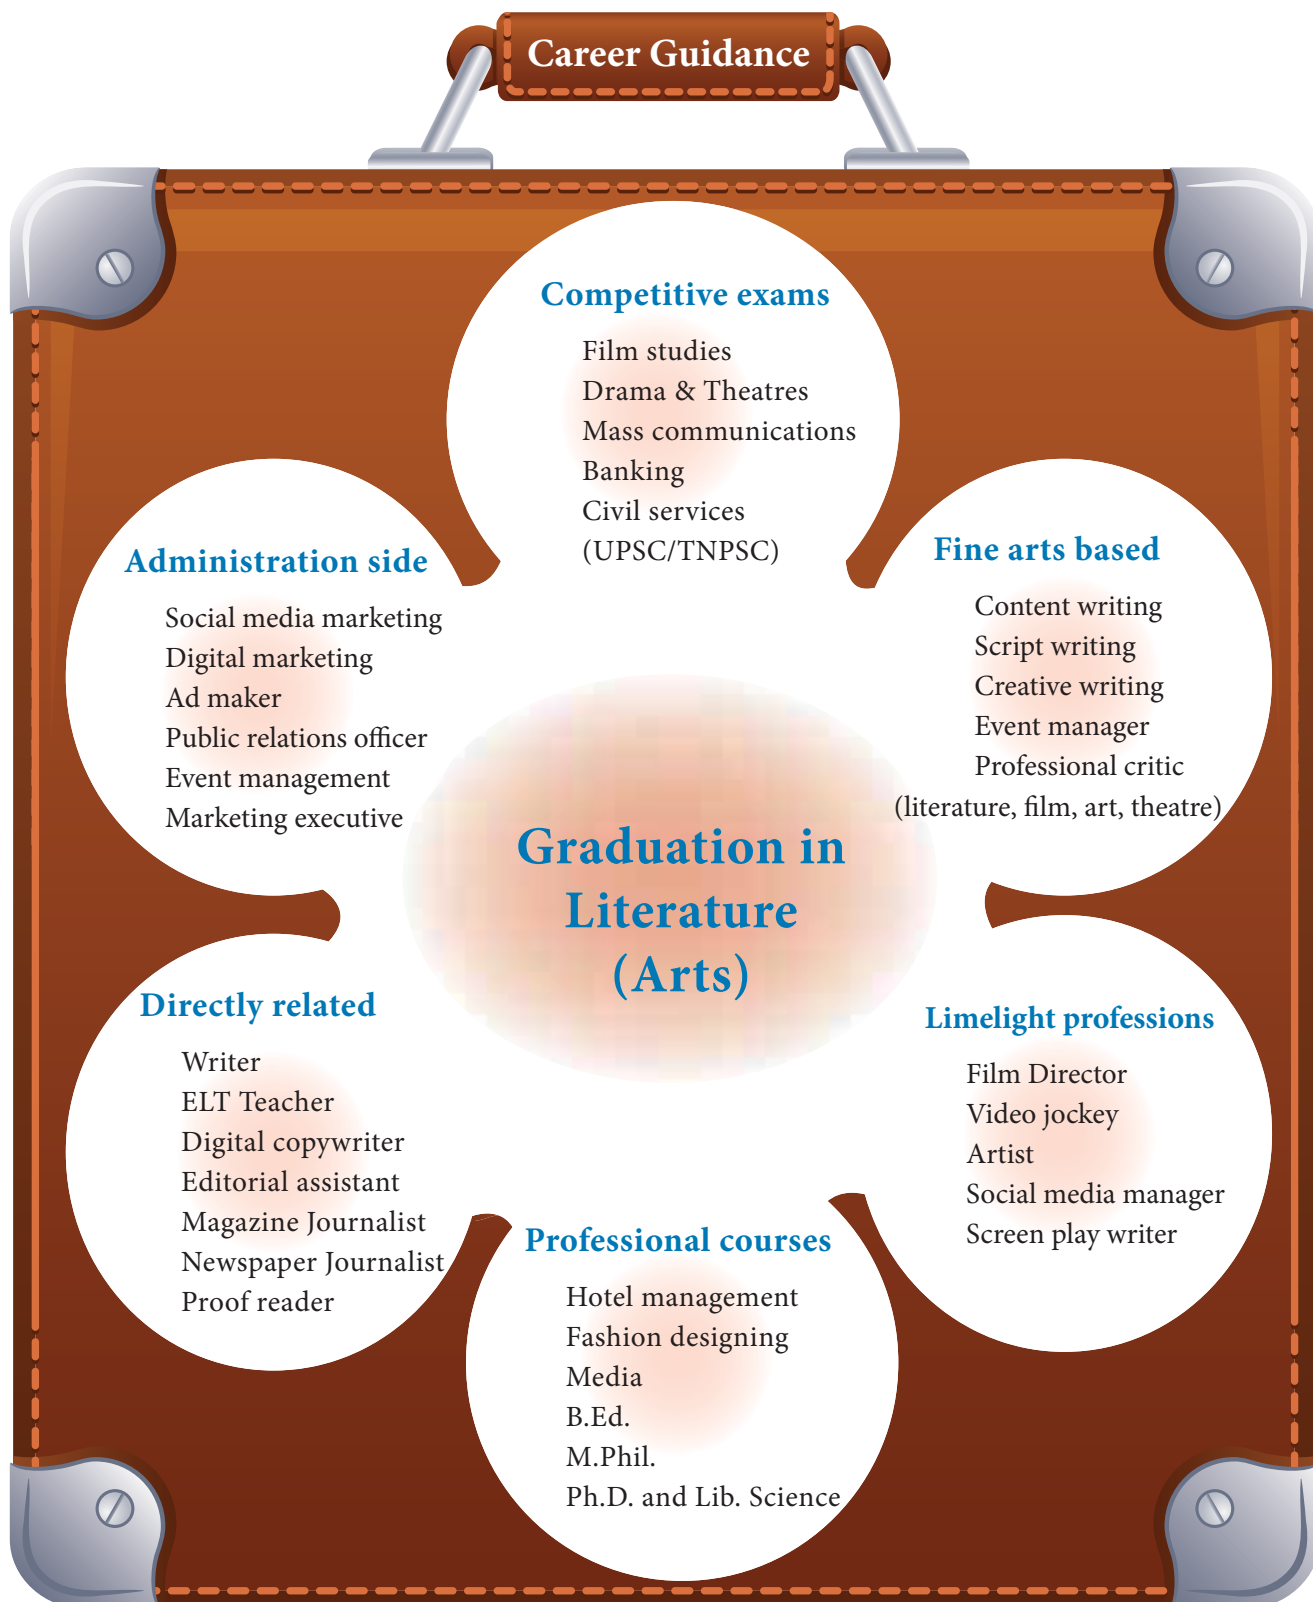 Career Guidance
Competitive exams
Film studies
Drama & Theatres
Mass communications
Banking
Civil services
(UPSC/TNPSC)
Administration side
Social media marketing
Digital marketing
Ad maker
Public relations officer
Event management
Marketing executive
Fine arts based
Content writing
Script writing
Creative writing
Event manager
Professional critic
(literature, film, art, theatre)
Graduation in
Literature
(Arts)
Directly related
Writer
ELT Teacher
Digital copywriter
Editorial assistant
Magazine Journalist
Newspaper Journalist
Proof reader
Limelight professions
Film Director
Video jockey
Artist
Social media manager
Screen play writer
Professional courses
Hotel management
Fashion designing
Media
B.Ed.
M.Phil.
Ph.D. and Lib. Science